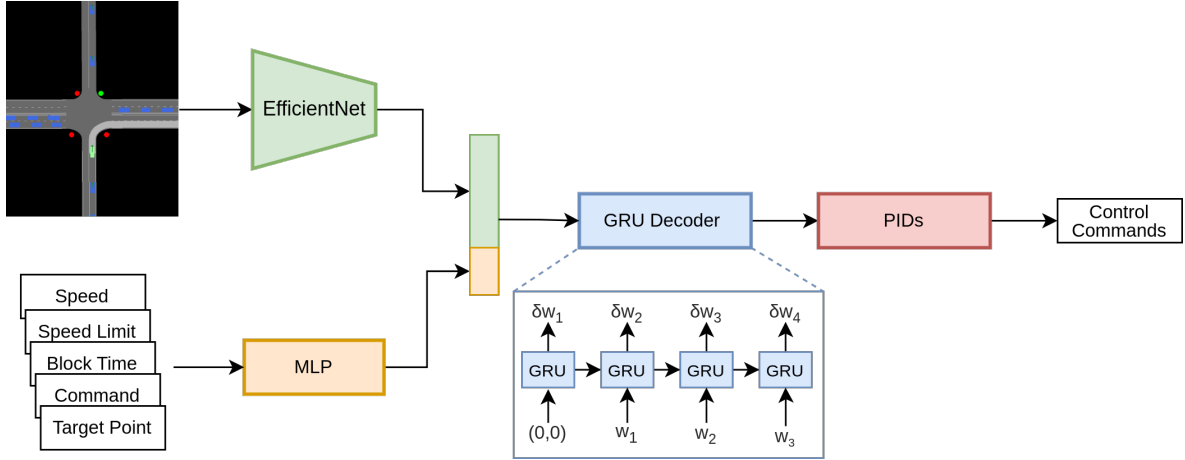 EfficientNet
Speed
Speed Limit
Block Time
Command
Target Point
MLP
GRU Decoder
PIDs
Control
Commands
δw1 δw2 δw3 δw4
GRU GRU GRU GRU
(0,0) w1 w2 w3